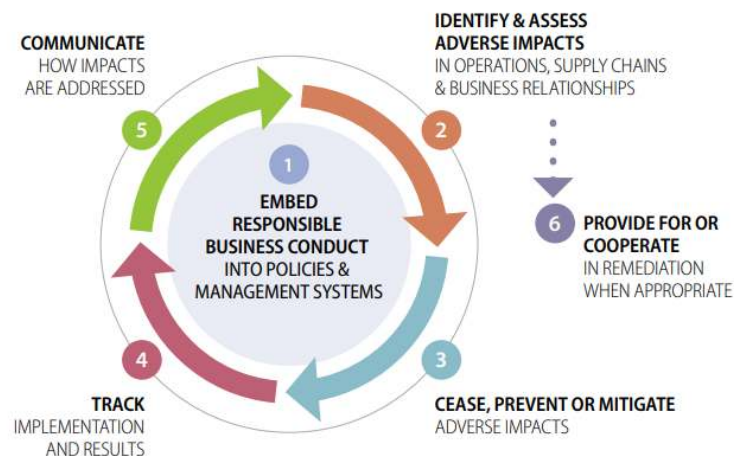 1
EMBED
RESPONSIBLE
BUSINESS CONDUCT
INTO POLICIES &
MANAGEMENT SYSTEMS
2
IDENTIFY & ASSESS
ADVERSE IMPACTS
IN OPERATIONS, SUPPLY CHAINS
& BUSINESS RELATIONSHIPS
3
CEASE, PREVENT OR MITIGATE
ADVERSE IMPACTS
4
TRACK
IMPLEMENTATION
AND RESULTS
5
COMMUNICATE
HOW IMPACTS
ARE ADDRESSED
6
PROVIDE FOR OR
COOPERATE
IN REMEDIATION
WHEN APPROPRIATE